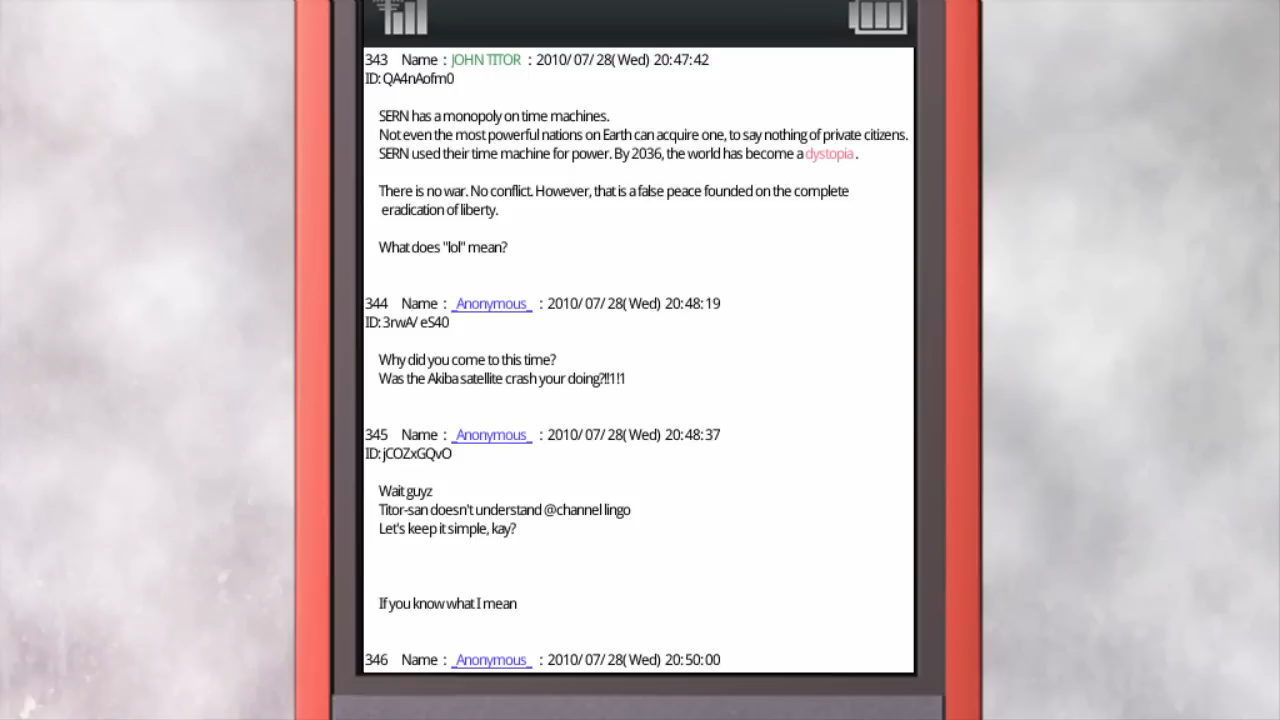 343 Name : JOHN TITOR : 2010/07/28(Wed) 20:47:42
ID: QA4nAofm0
SERN has a monopoly on time machines.
Not even the most powerful nations on Earth can acquire one, to say nothing of private citizens.
SERN used their time machine for power. By 2036, the world has become a dystopia.
There is no war. No conflict. However, that is a false peace founded on the complete
eradication of liberty.
What does "lol" mean?
344 Name : _Anonymous_ : 2010/07/28(Wed) 20:48:19
ID: 3rwA/eS40
Why did you come to this time?
Was the Akiba satellite crash your doing?!!1!1
345 Name : _Anonymous_ : 2010/07/28(Wed) 20:48:37
ID: jCOZxGQvO
Wait guyz
Titor-san doesn't understand @channel lingo
Let's keep it simple, kay?
If you know what I mean
346 Name : _Anonymous_ : 2010/07/28(Wed) 20:50:00